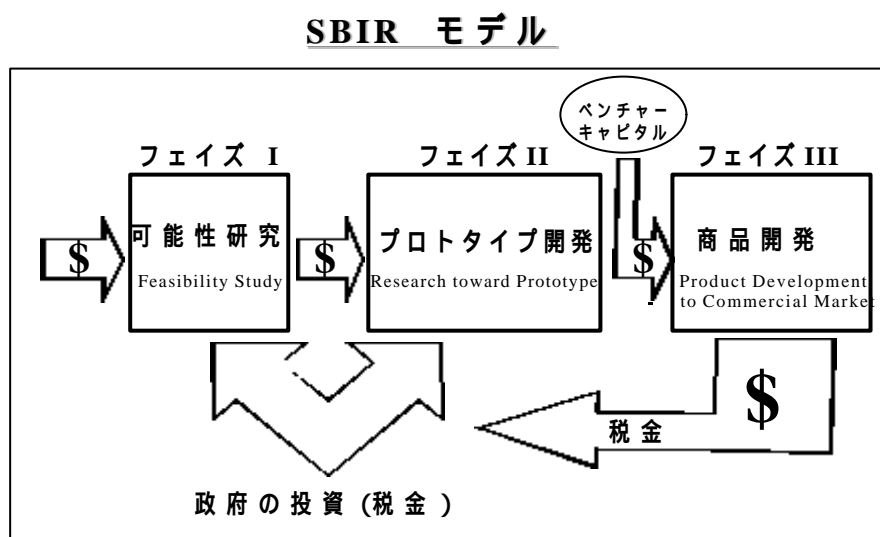 SBIR モデル
ベンチャー
キャピタル
フェイズ I
フェイズ II
フェイズ III
$
可能性研究
Feasibility Study
$
プロトタイプ開発
Research toward Prototype
$
商品開発
Product Development
to Commercial Market
$
税金
政府の投資 (税金)